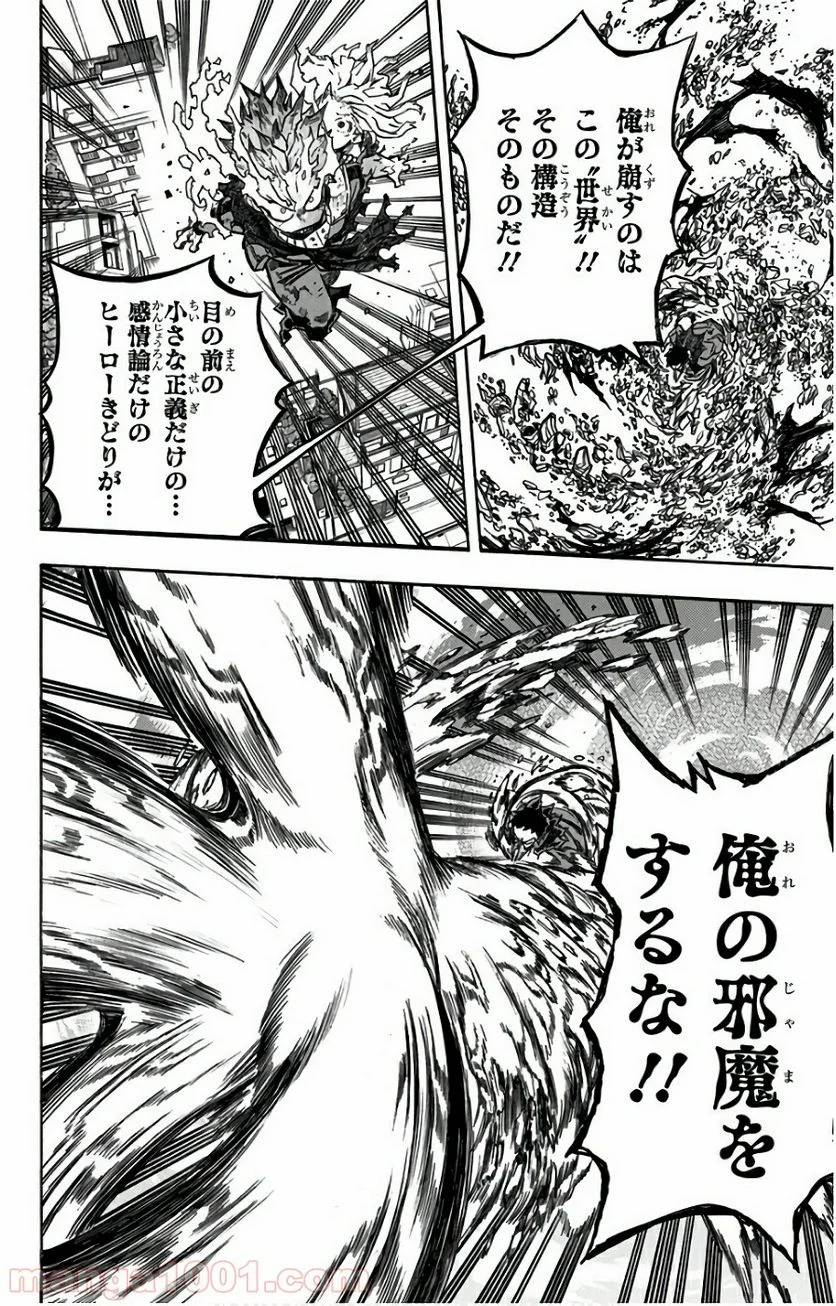 俺が崩すのは
この〝世界〟!!
その構造
そのものだ!!
目の前の
小さな正義だけの…
感情論だけの
ヒーローきどりが…
俺の邪魔を
するな!!
manga1001.com